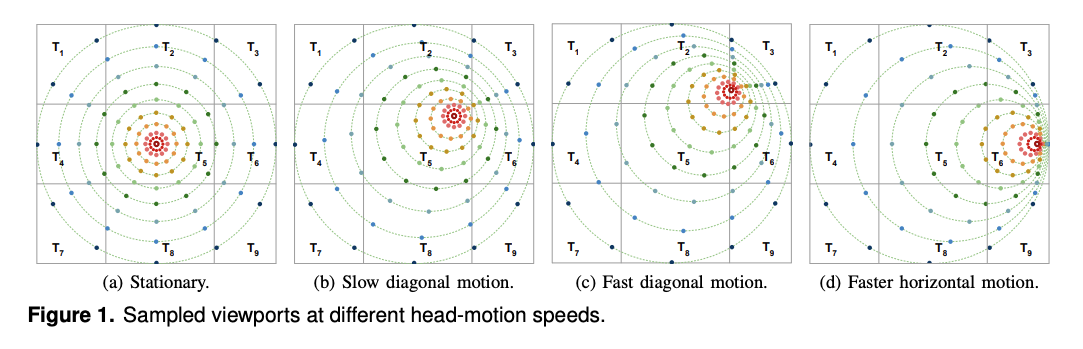 T1 T2 T3 T1 T2 T3 T1 T2 T3 T1 T2 T3
T4 T5 T6 T4 T5 T6 T4 T5 T6 T4 T5 T6
T7 T8 T9 T7 T8 T9 T7 T8 T9 T7 T8 T9
(a) Stationary. (b) Slow diagonal motion. (c) Fast diagonal motion. (d) Faster horizontal motion.
Figure 1. Sampled viewports at different head-motion speeds.